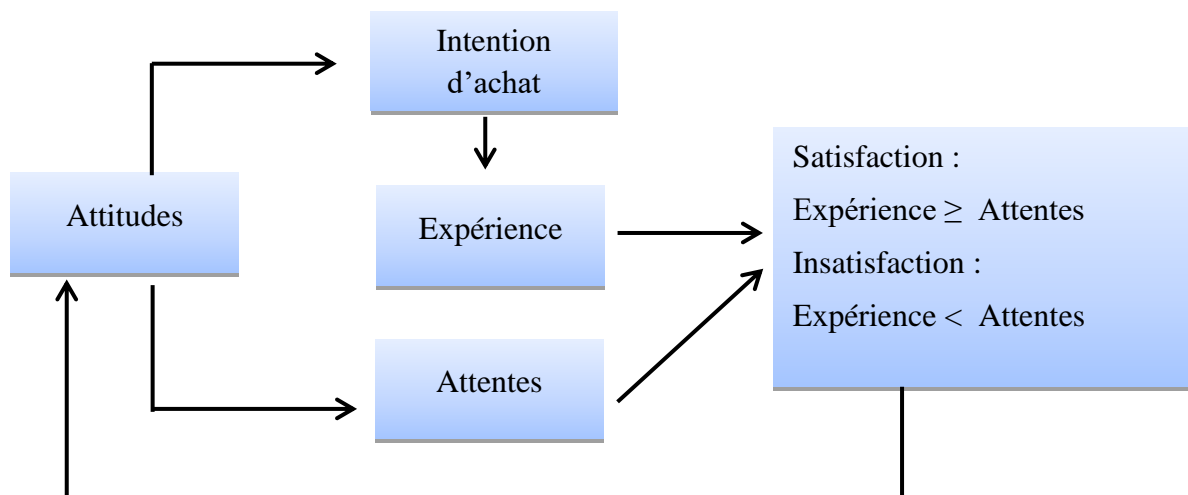 Intention
d’achat
Attitudes
Expérience
Attentes
Satisfaction :
Expérience ≥ Attentes
Insatisfaction :
Expérience < Attentes